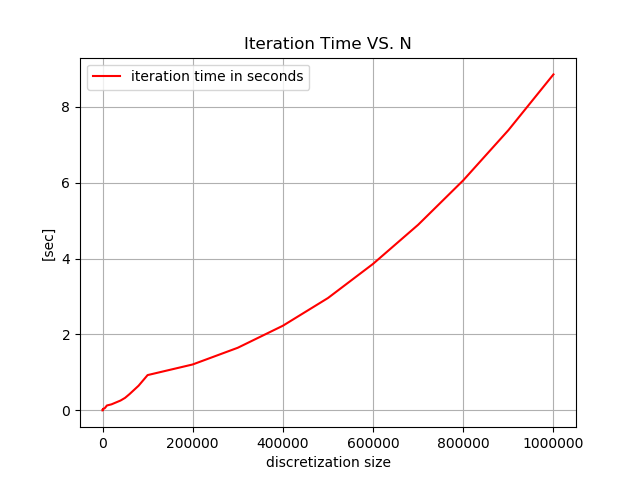 Iteration Time VS. N
iteration time in seconds
8
6
4
2
0
[sec]
0 200000 400000 600000 800000 1000000
discretization size